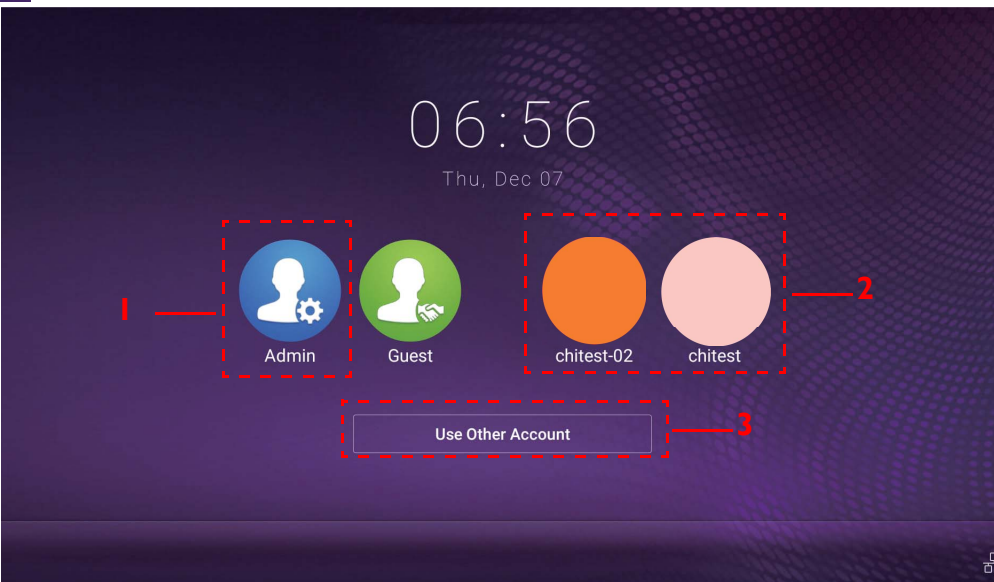 06:56
Thu, Dec 07
1
2
Admin
Guest
chitest-02
chitest
3
Use Other Account